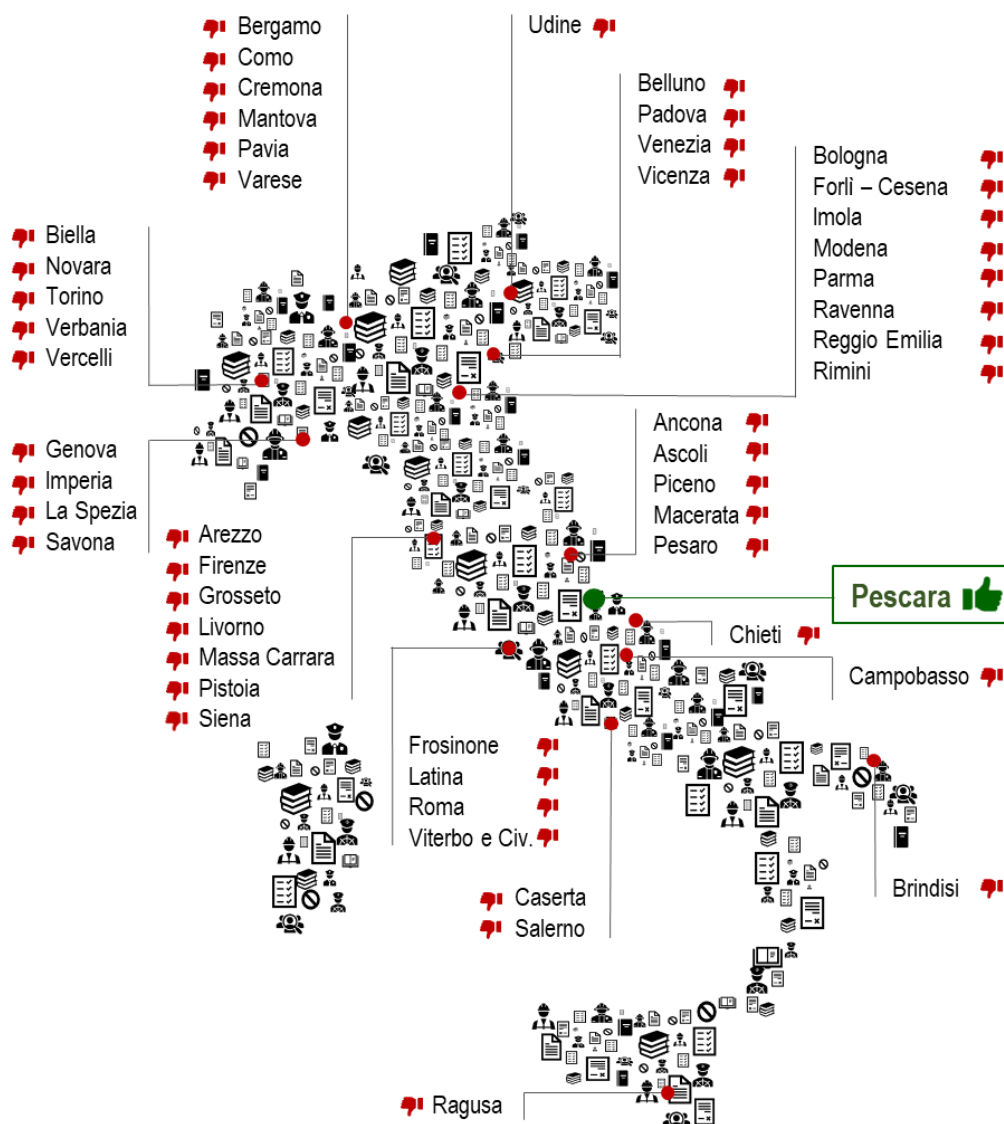 Bergamo
Como
Cremona
Mantova
Pavia
Varese
Udine
Belluno
Padova
Venezia
Vicenza
Bologna
Forlì – Cesena
Imola
Modena
Parma
Ravenna
Reggio Emilia
Rimini
Biella
Novara
Torino
Verbania
Vercelli
Genova
Imperia
La Spezia
Savona
Arezzo
Firenze
Grosseto
Livorno
Massa Carrara
Pistoia
Siena
Ancona
Ascoli
Piceno
Macerata
Pesaro
Pescara
Chieti
Campobasso
Frosinone
Latina
Roma
Viterbo e Civ.
Caserta
Salerno
Brindisi
Ragusa